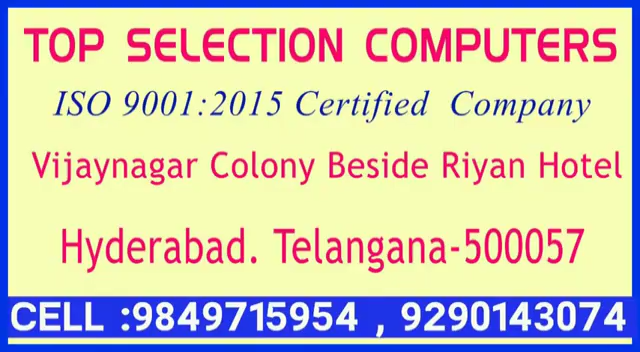 TOP SELECTION COMPUTERS
ISO 9001:2015 Certified Company
Vijaynagar Colony Beside Riyan Hotel
Hyderabad. Telangana-500057
CELL :9849715954 , 9290143074